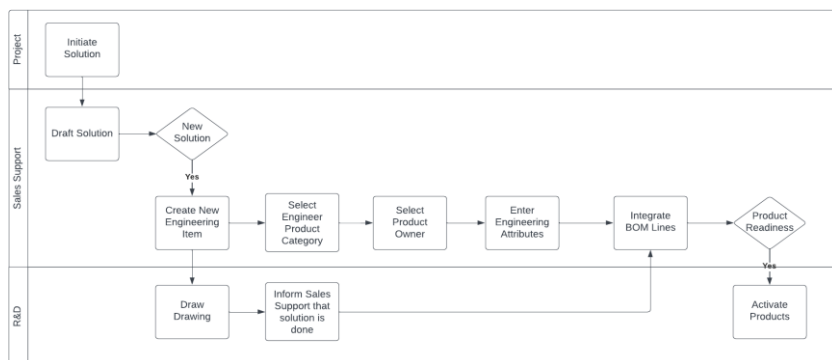 Project
Initiate
Solution
Sales Support
Draft Solution
New
Solution
Yes
Create New
Engineering
Item
Select
Engineer
Product
Category
Select
Product
Owner
Enter
Engineering
Attributes
Integrate
BOM Lines
Product
Readiness
Yes
R&D
Draw
Drawing
Inform Sales
Support that
solution is
done
Activate
Products